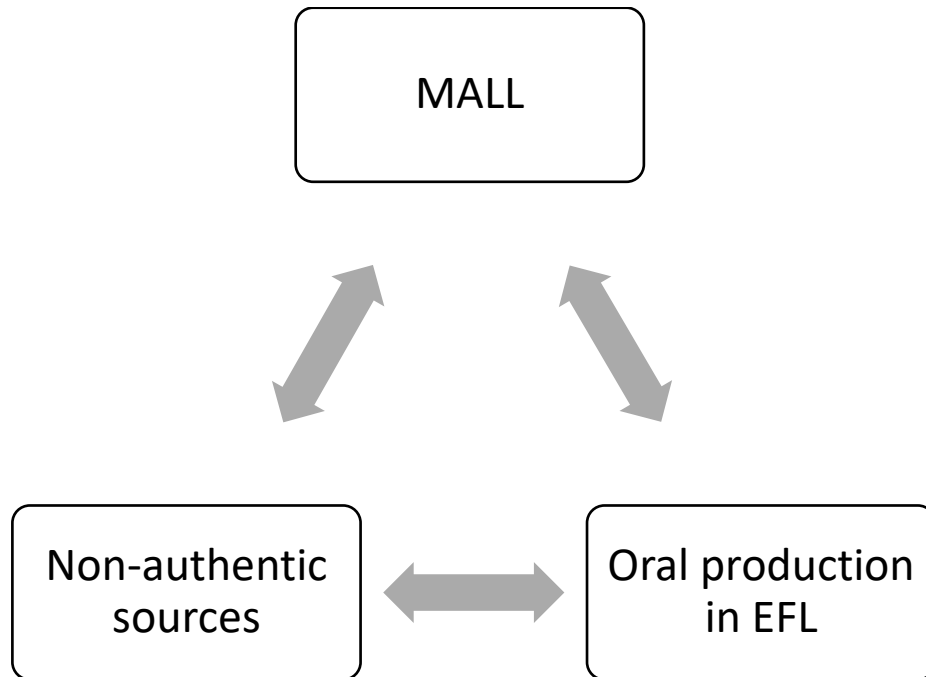 MALL
Non-authentic
sources
Oral production
in EFL